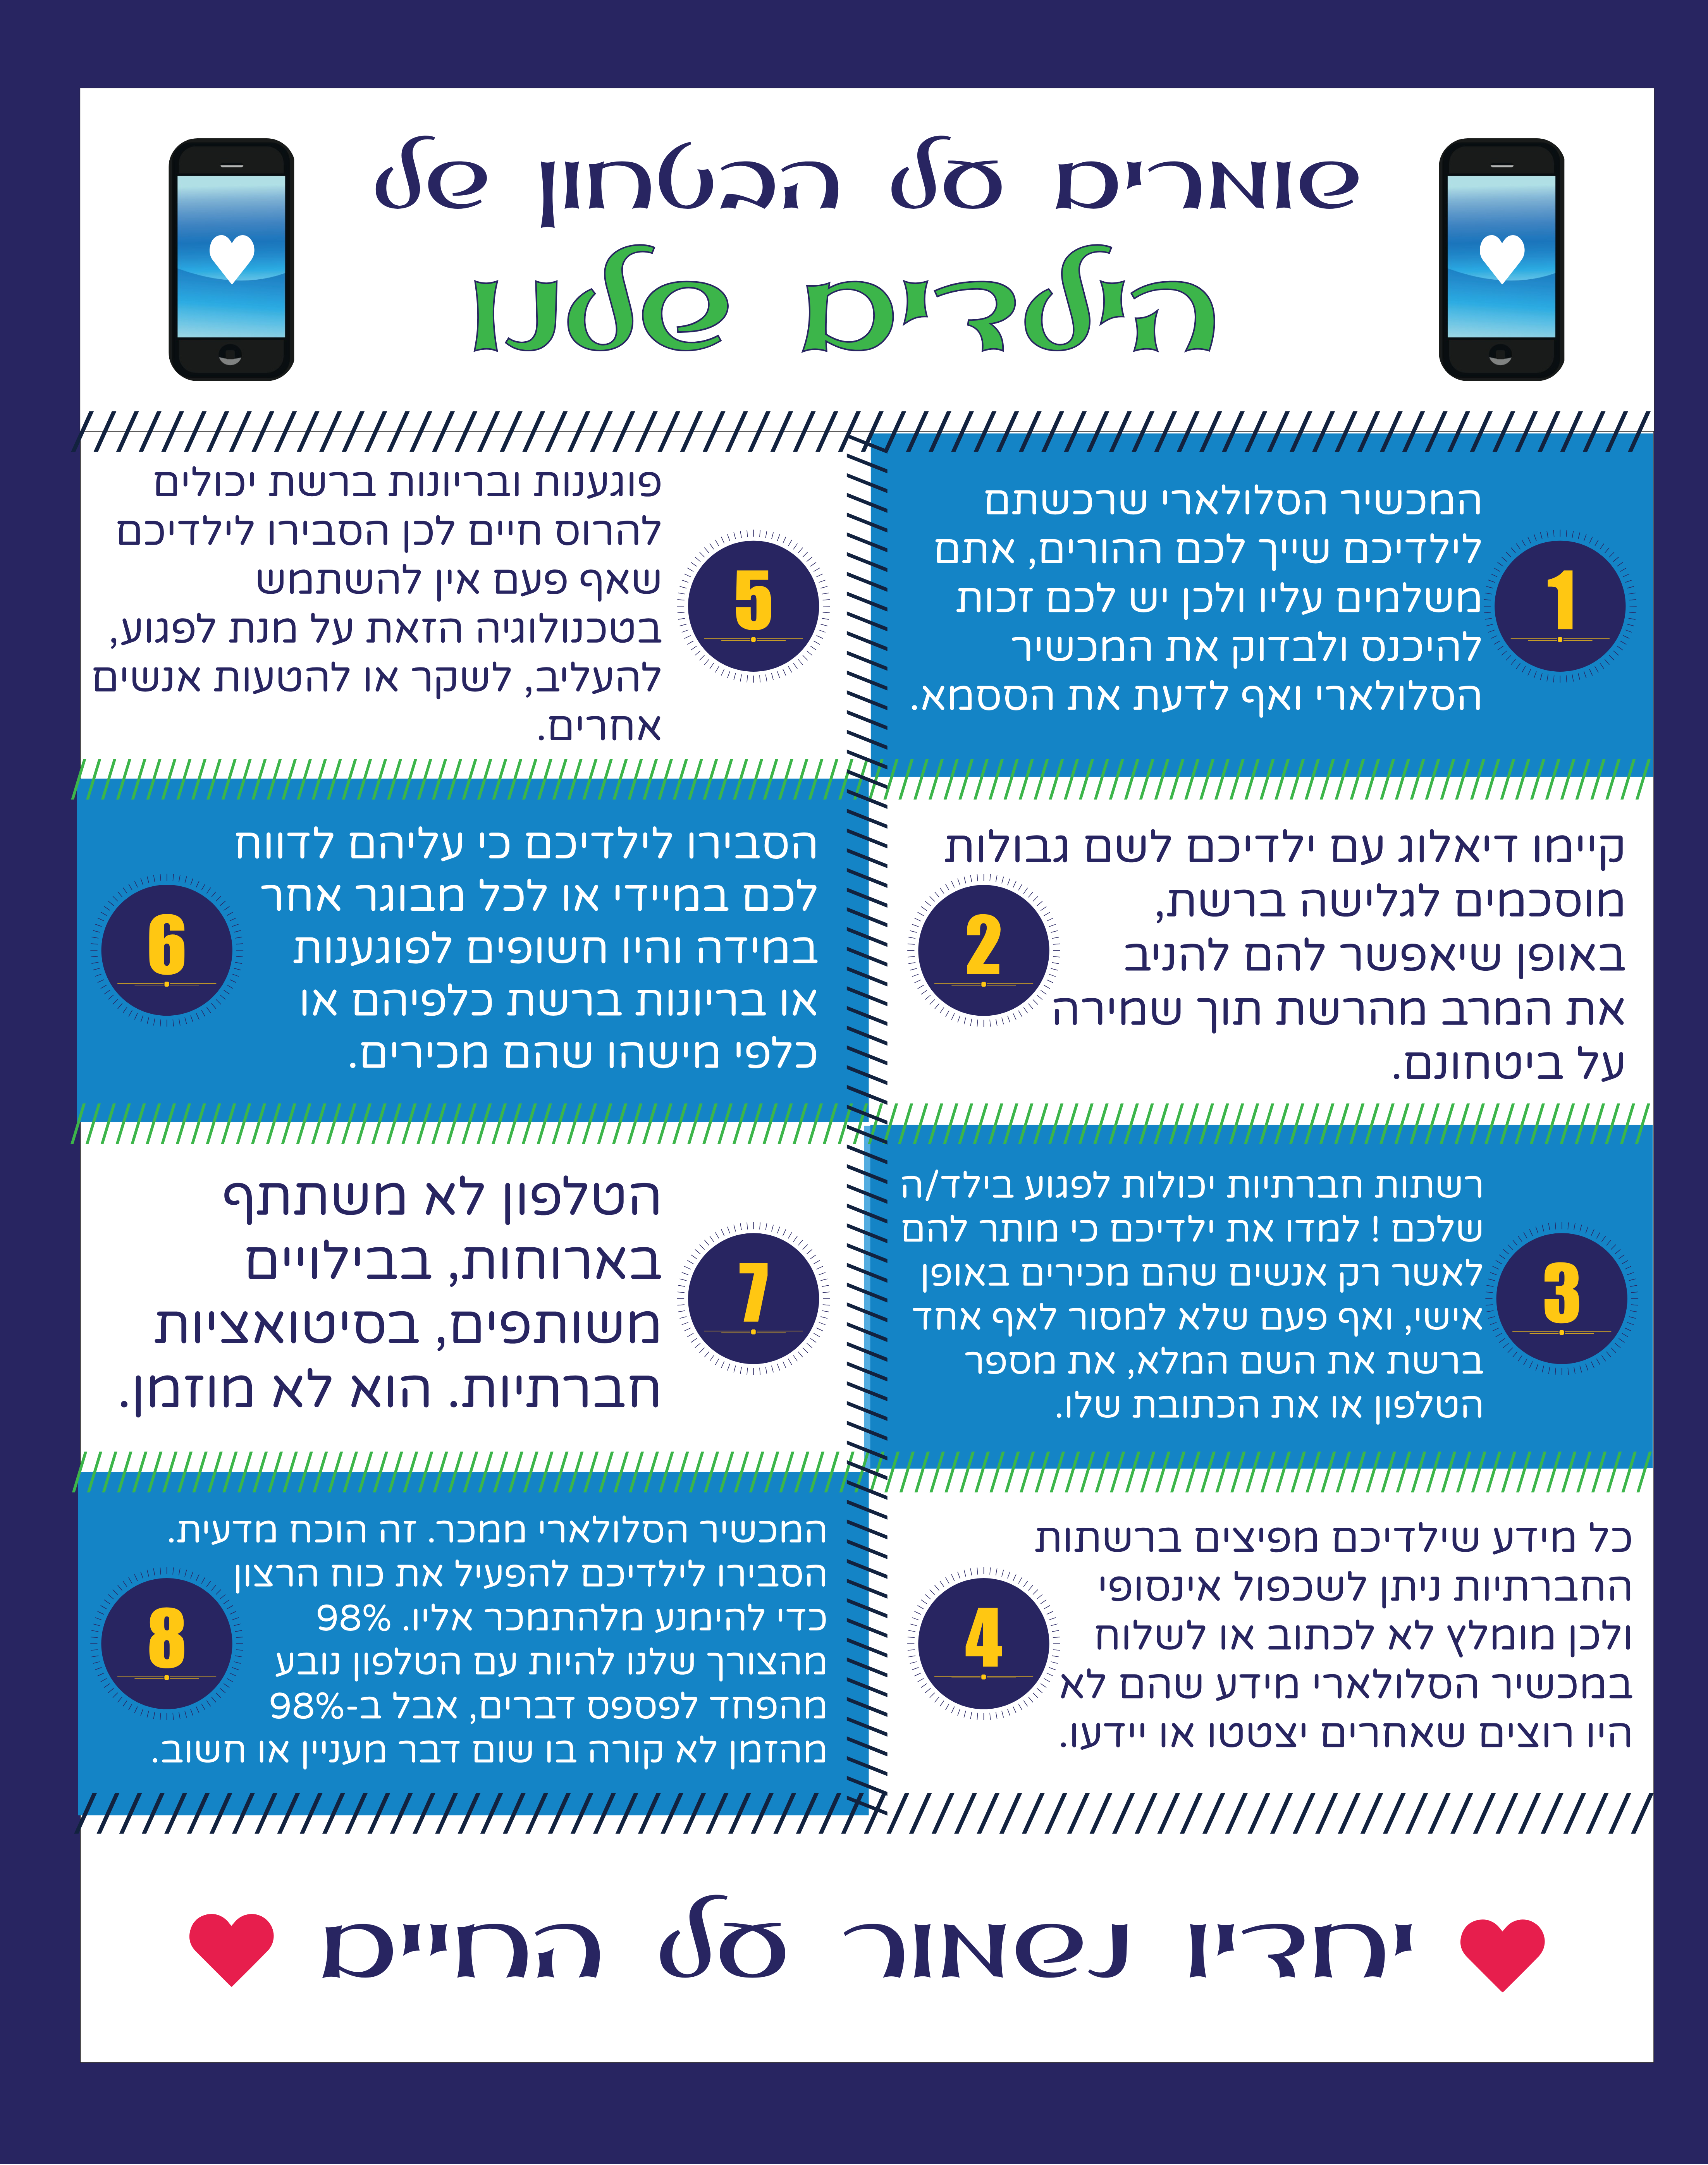 שומרים על הבטחון של
הילדים שלנו
1
המכשיר הסלולארי שרכשתם
לילדיכם שייך לכם ההורים, אתם
משלמים עליו ולכן יש לכם זכות
להיכנס ולבדוק את המכשיר
הסלולארי ואף לדעת את הססמא.
2
קיימו דיאלוג עם ילדיכם לשם גבולות
מוסכמים לגלישה ברשת,
באופן שיאפשר להם להניב
את המרב מהרשת תוך שמירה
על ביטחונם.
3
רשתות חברתיות יכולות לפגוע בילד/ה
שלכם ! למדו את ילדיכם כי מותר להם
לאשר רק אנשים שהם מכירים באופן
אישי, ואף פעם שלא למסור לאף אחד
ברשת את השם המלא, את מספר
הטלפון או את הכתובת שלו.
4
כל מידע שילדיכם מפיצים ברשתות
החברתיות ניתן לשכפול אינסופי
ולכן מומלץ לא לכתוב או לשלוח
במכשיר הסלולארי מידע שהם לא
היו רוצים שאחרים יצטטו או יידעו.
5
פוגענות ובריונות ברשת יכולים
להרוס חיים לכן הסבירו לילדיכם
שאף פעם אין להשתמש
בטכנולוגיה הזאת על מנת לפגוע,
להעליב, לשקר או להטעות אנשים
אחרים.
6
הסבירו לילדיכם כי עליהם לדווח
לכם במיידי או לכל מבוגר אחר
במידה והיו חשופים לפוגענות
או בריונות ברשת כלפיהם או
כלפי מישהו שהם מכירים.
7
הטלפון לא משתתף
בארוחות, בבילויים
משותפים, בסיטואציות
חברתיות. הוא לא מוזמן.
8
המכשיר הסלולארי ממכר. זה הוכח מדעית.
הסבירו לילדיכם להפעיל את כוח הרצון
כדי להימנע מלהתמכר אליו. 98%
מהצורך שלנו להיות עם הטלפון נובע
מהפחד לפספס דברים, אבל ב-98%
מהזמן לא קורה בו שום דבר מעניין או חשוב.
יחדיו נשמור על החיים